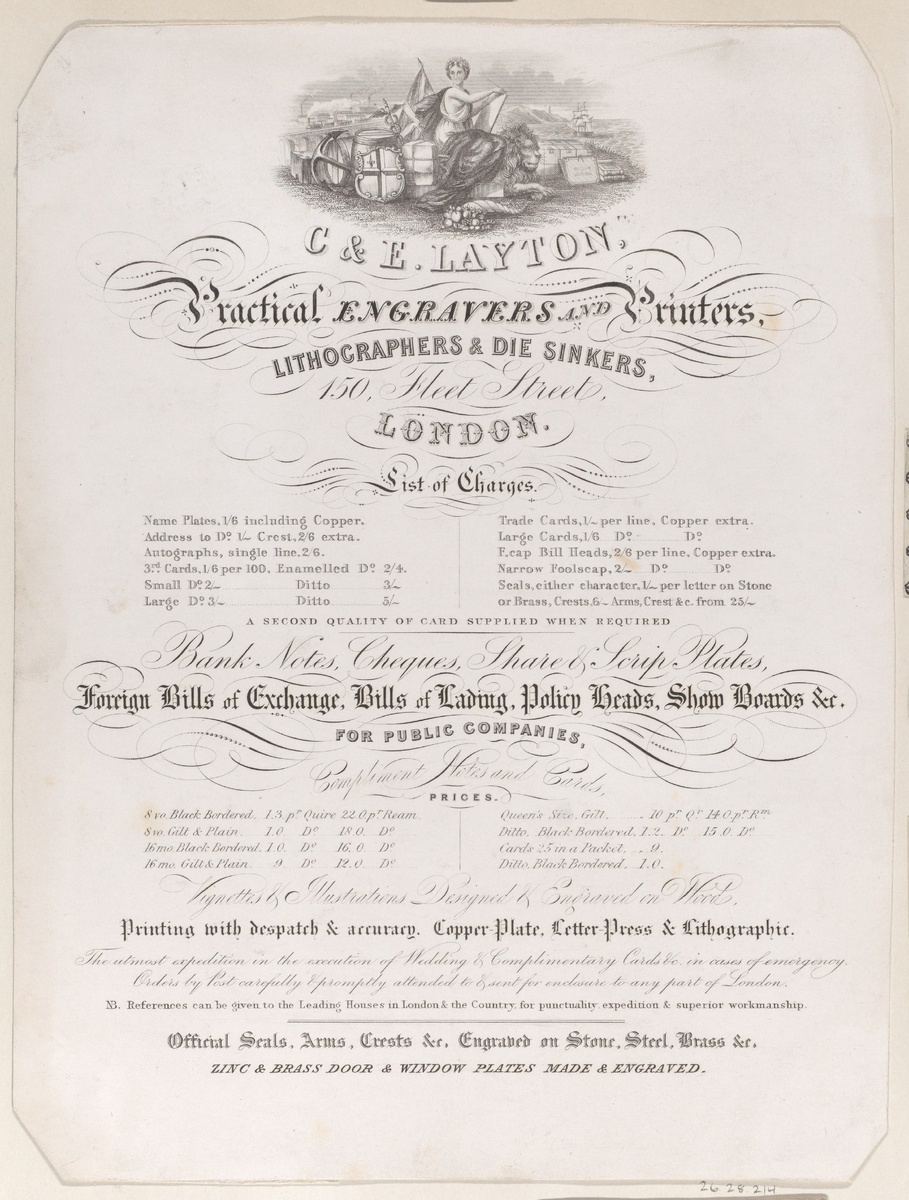 C & E. LAYTON,
Practical ENGRAVERS AND Printers,
LITHOGRAPHERS & DIE SINKERS,
150, Fleet Street,
LONDON.
List of Charges.
Name Plates, 1/6 including Copper.
Address to Do 1/- Crest, 2/6 extra.
Autographs, single line, 2/6.
3rd Cards, 1/6 per 100, Enamelled Do 2/4.
Small Do 2/- Ditto 3/-
Large Do 3/- Ditto 5/-
Trade Cards, 1/- per line, Copper extra.
Large Cards, 1/6 Do Do
F.cap Bill Heads, 2/6 per line, Copper extra.
Narrow Foolscap, 2/- Do Do
Seals, either character, 1/- per letter on Stone
or Brass, Crests, 6/- Arms, Crest &c. from 25/-
A SECOND QUALITY OF CARD SUPPLIED WHEN REQUIRED
Bank Notes, Cheques, Share & Scrip Plates,
Foreign Bills of Exchange, Bills of Lading, Policy Heads, Show Boards &c.
FOR PUBLIC COMPANIES,
Compliment Notes and Cards,
PRICES.
8vo. Black Bordered. 1.3 pr Quire 22.0 pr Ream.
8vo. Gilt & Plain. 1.0. Do 18.0. Do
16mo. Black Bordered. 1.0. Do 16.0. Do
16mo. Gilt & Plain. 9 Do 12.0. Do
Queen's Size, Gilt. 10 pr Qr 14.0 pr Rm
Ditto, Black Bordered. 1.2. Do 15.0. Do
Cards 25 in a Packet. .9.
Ditto, Black Bordered. 1.0.
Vignettes & Illustrations Designed & Engraved on Wood,
Printing with despatch & accuracy. Copper-Plate, Letter-Press & Lithographic.
The utmost expedition in the execution of Wedding & Complimentary Cards &c. in cases of emergency.
Orders by Post carefully & promptly attended to & sent for enclosure to any part of London.
NB. References can be given to the Leading Houses in London & the Country, for punctuality, expedition & superior workmanship.
Official Seals, Arms, Crests &c. Engraved on Stone, Steel, Brass &c.
ZINC & BRASS DOOR & WINDOW PLATES MADE & ENGRAVED.
26 28 214